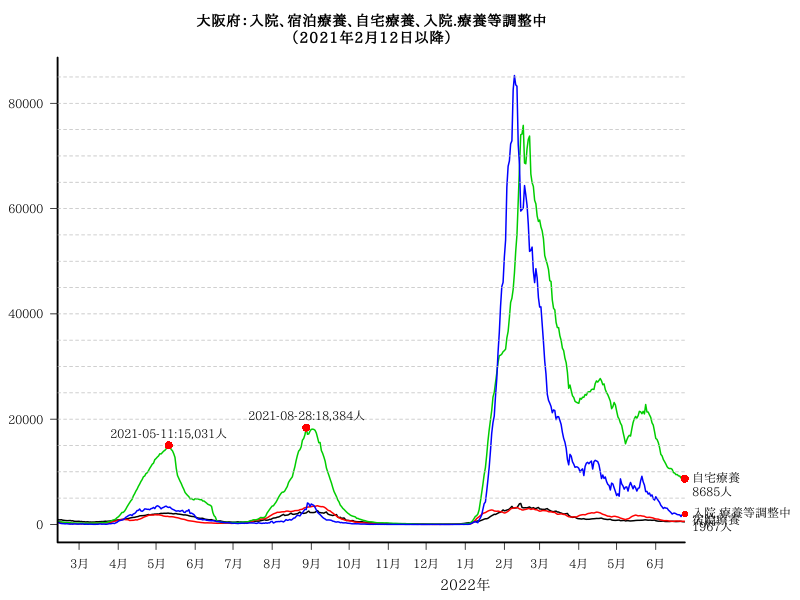 大阪府：入院、宿泊療養、自宅療養、入院.療養等調整中
（2021年2月12日以降）
80000
60000
40000
20000
0
2021-05-11:15,031人
2021-08-28:18,384人
自宅療養
8685人
入院.療養等調整中
1967人
3月 4月 5月 6月 7月 8月 9月 10月 11月 12月 1月 2月 3月 4月 5月 6月
2022年